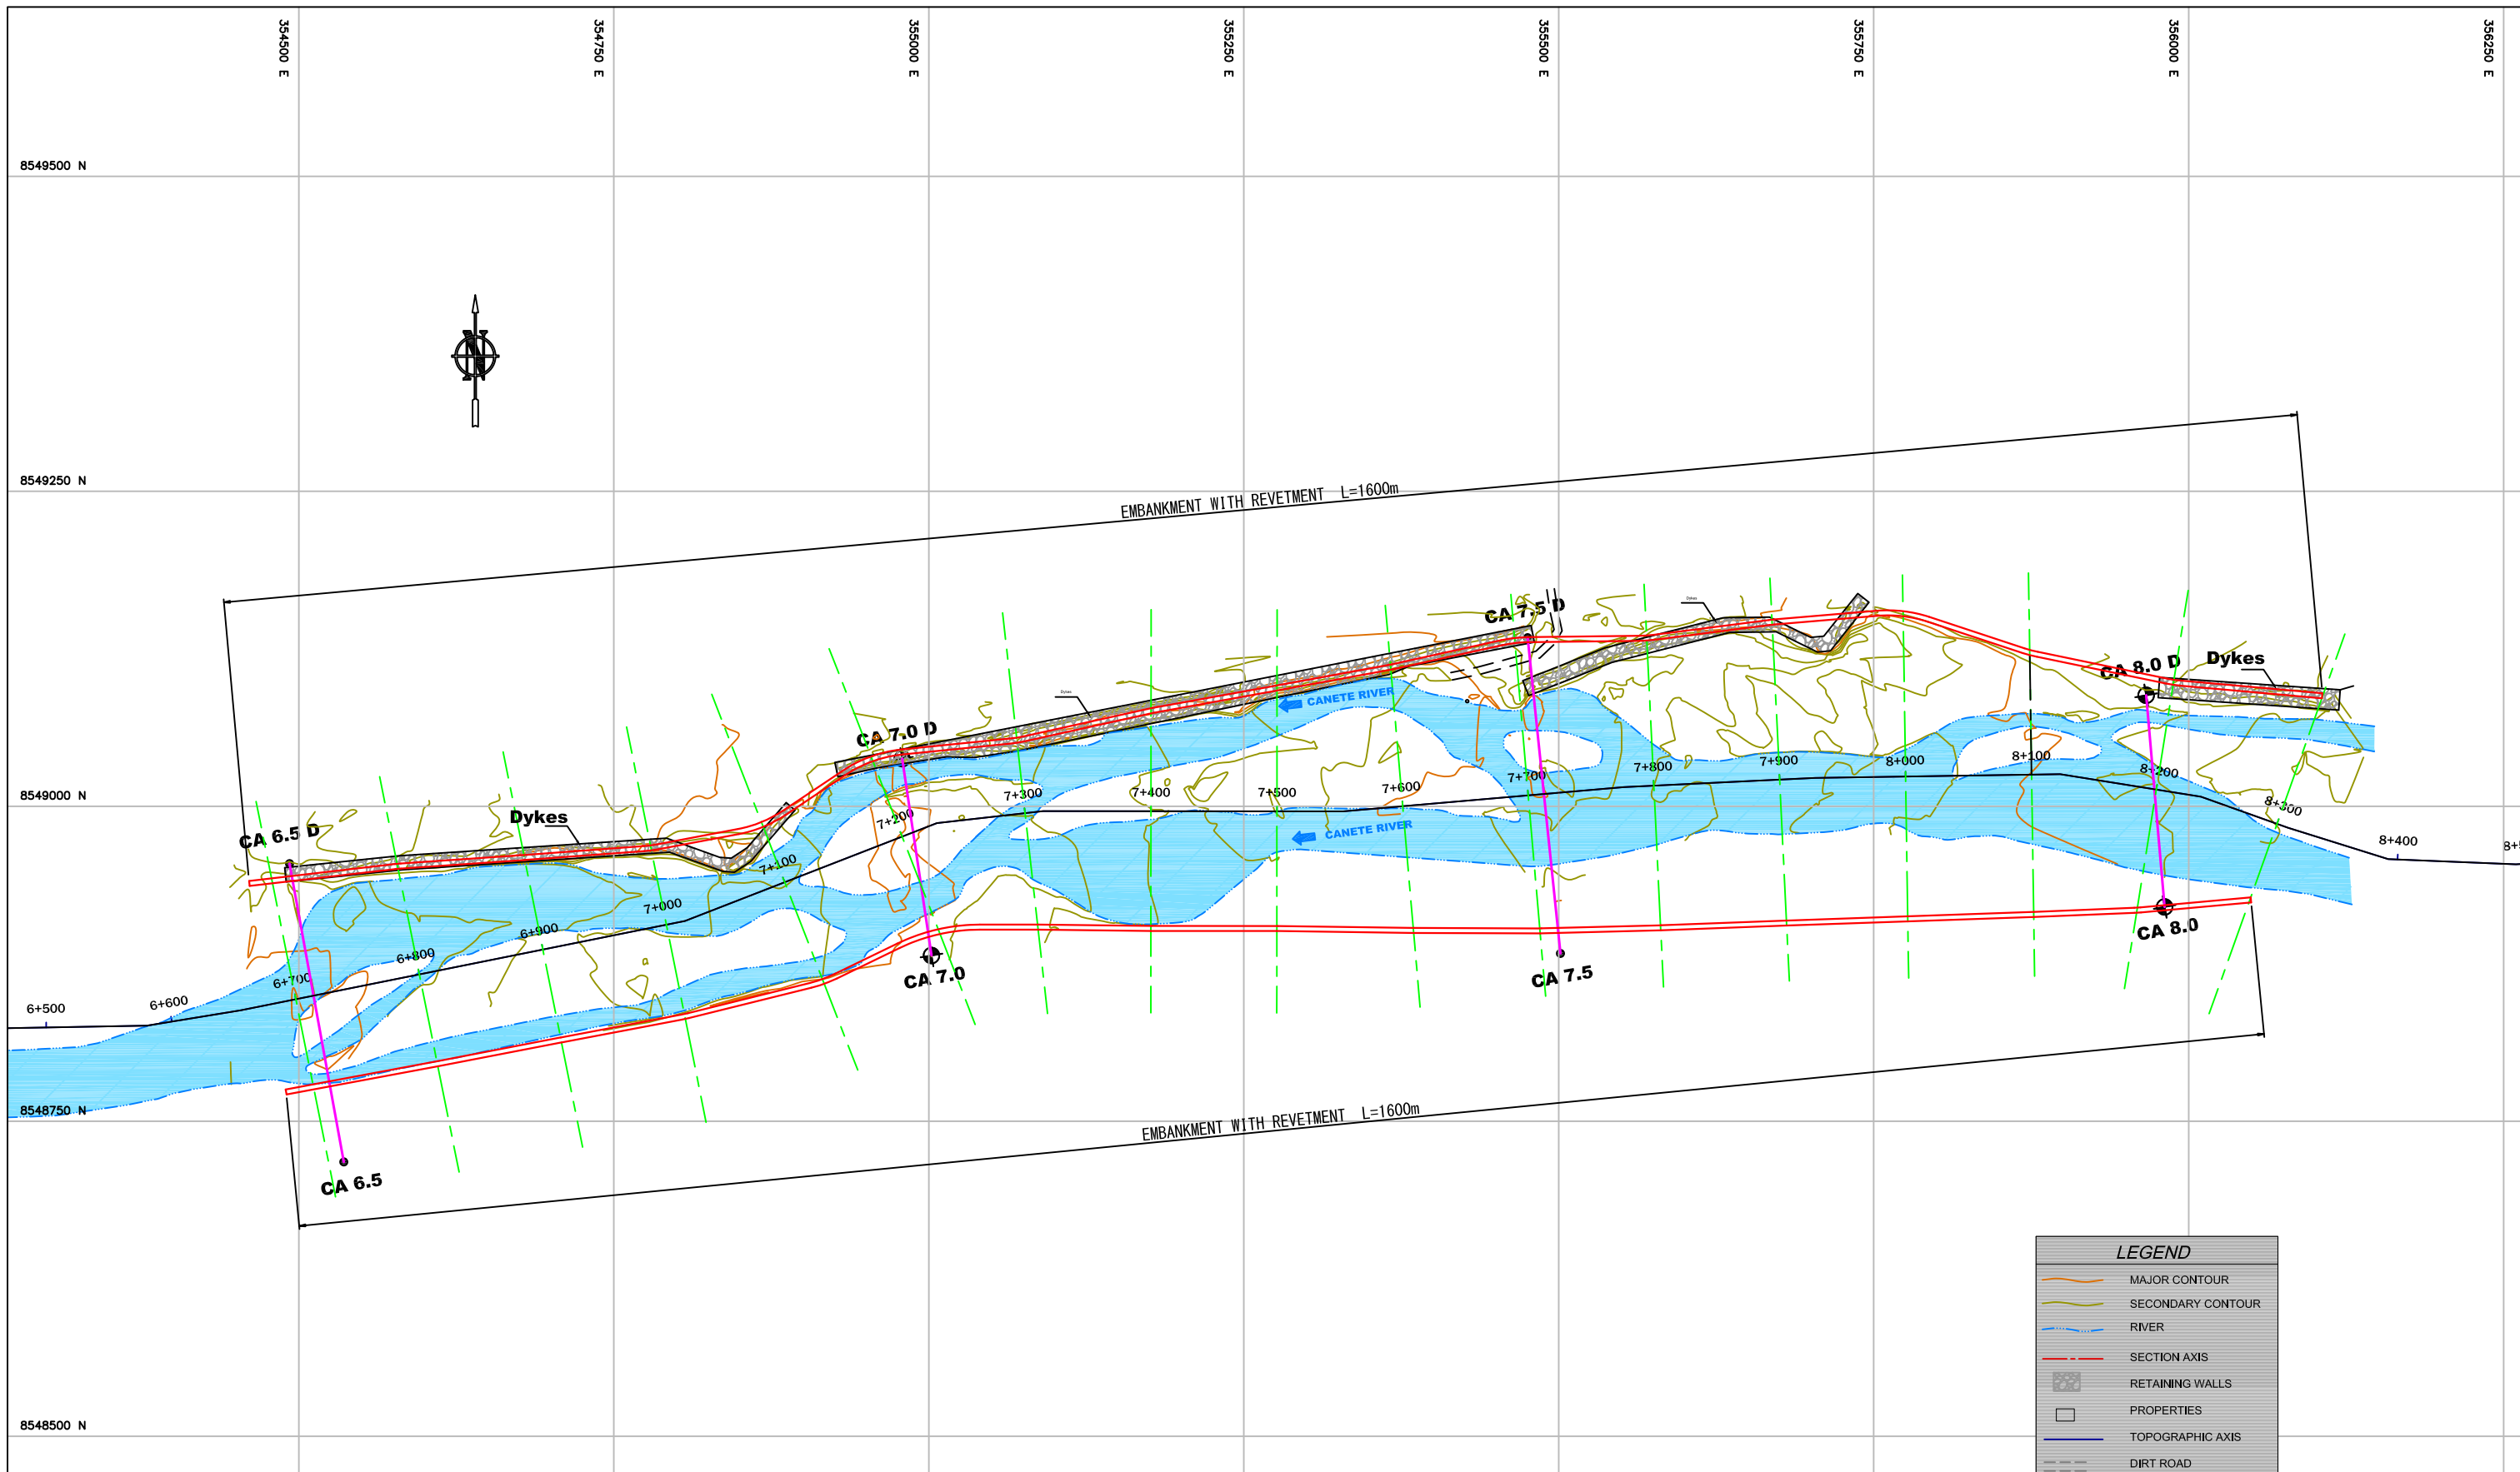 354500 E
354750 E
355000 E
355250 E
355500 E
355750 E
356000 E
356250 E
8549500 N
N
8549250 N
EMBANKMENT WITH REVETMENT L=1600m
CA 7.5 D
CA 8.0 D
Dykes
Dykes
Dykes
CANETE RIVER
CA 7.0 D
8549000 N
CANETE RIVER
CA 6.5 D
Dykes
6+500
6+600
6+700
6+800
6+900
7+000
7+100
7+200
7+300
7+400
7+500
7+600
7+700
7+800
7+900
8+000
8+100
8+200
8+300
8+400
CA 7.0
CA 7.5
CA 8.0
8548750 N
EMBANKMENT WITH REVETMENT L=1600m
CA 6.5
LEGEND
MAJOR CONTOUR
SECONDARY CONTOUR
RIVER
SECTION AXIS
RETAINING WALLS
PROPERTIES
TOPOGRAPHIC AXIS
DIRT ROAD
8548500 N